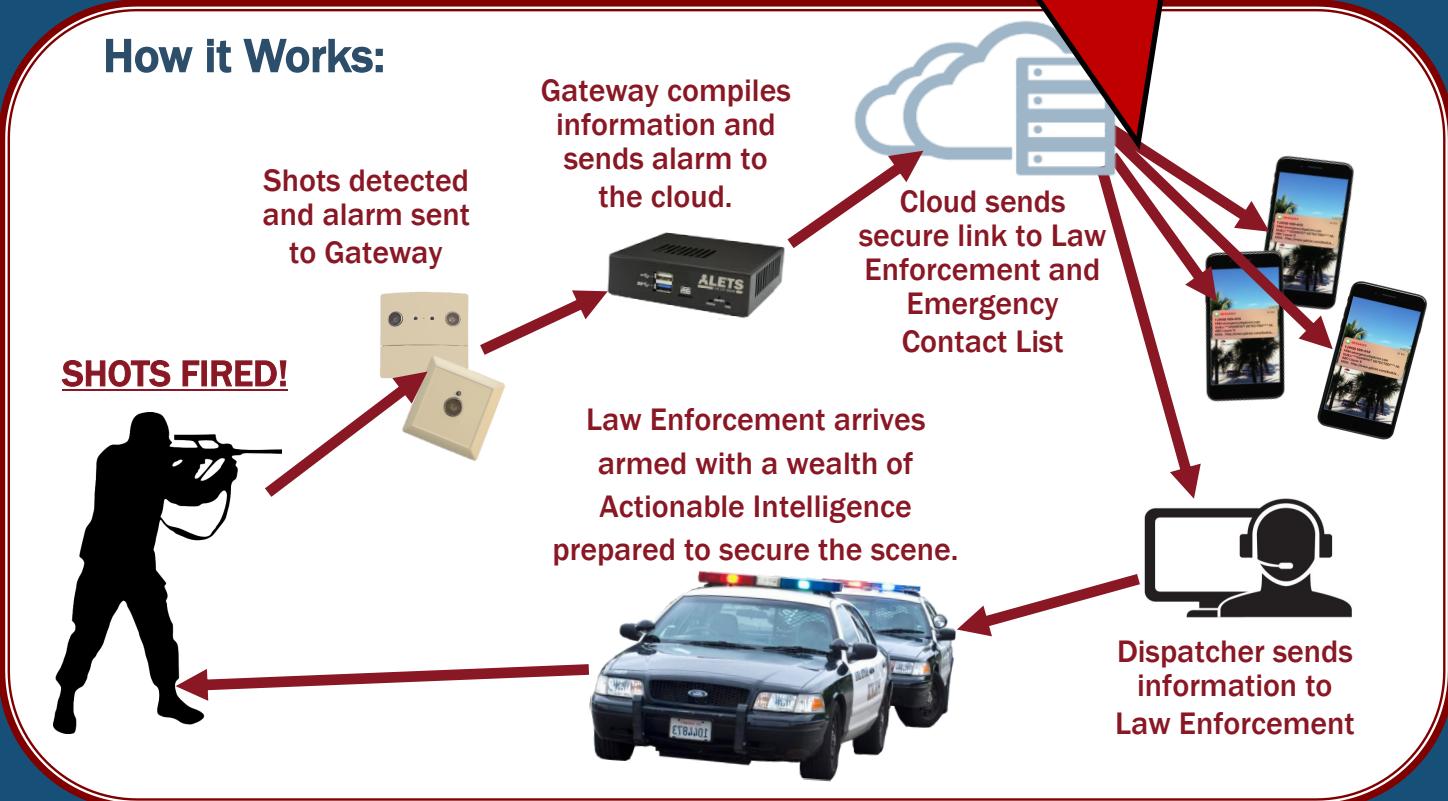 How it Works:
Gateway compiles
information and
sends alarm to
the cloud.
Shots detected
and alarm sent
to Gateway
Cloud sends
secure link to Law
Enforcement and
Emergency
Contact List
ALETS
SHOTS FIRED!
Law Enforcement arrives
armed with a wealth of
Actionable Intelligence
prepared to secure the scene.
Dispatcher sends
information to
Law Enforcement